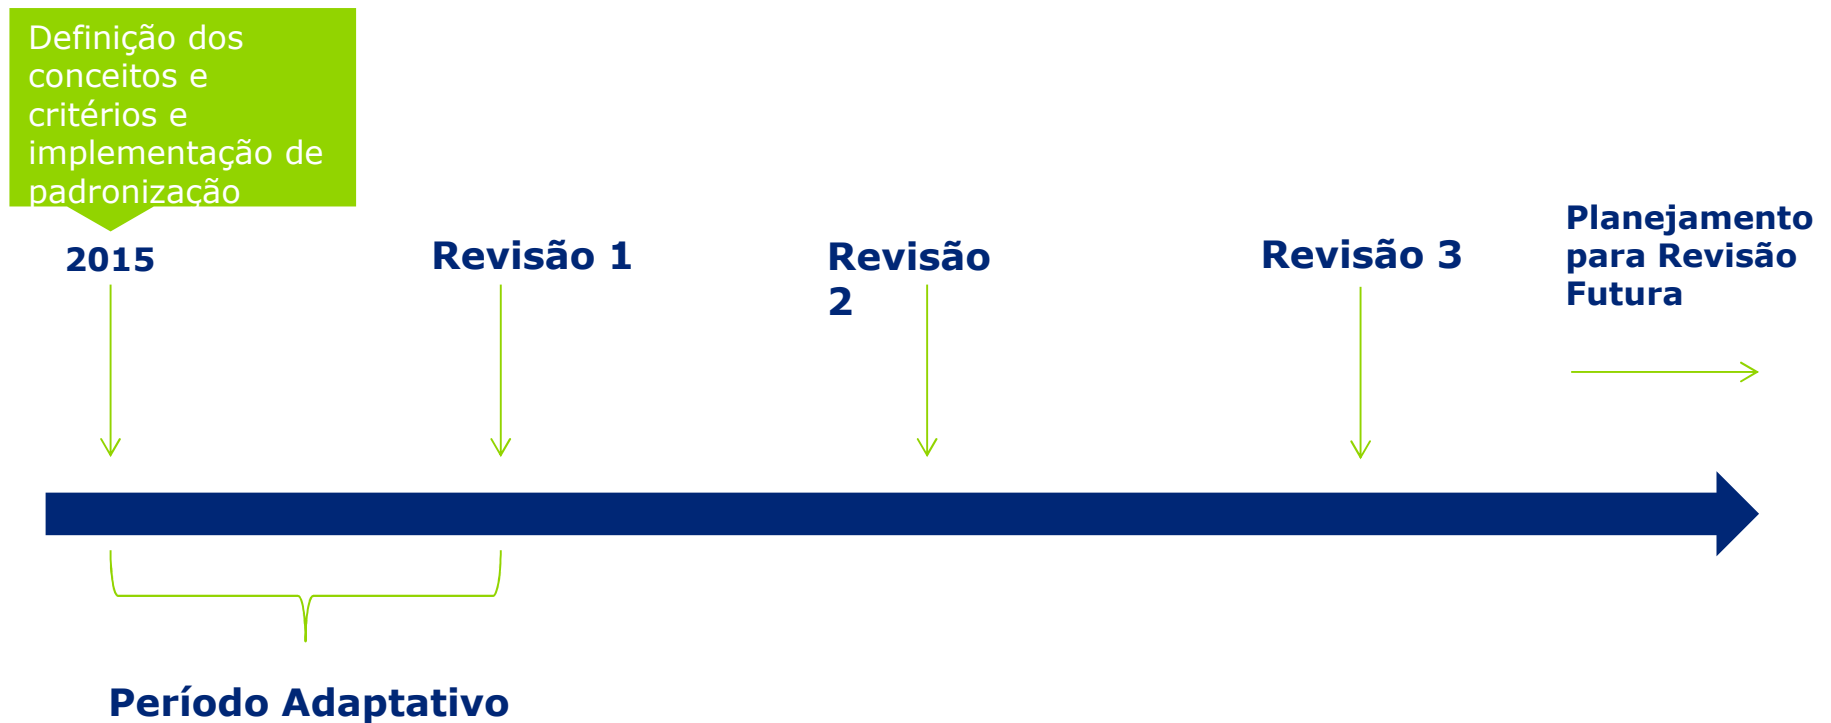 Definição dos
conceitos e
critérios e
implementação de
padronização
2015
Revisão 1
Revisão
2
Revisão 3
Planejamento
para Revisão
Futura
Período Adaptativo